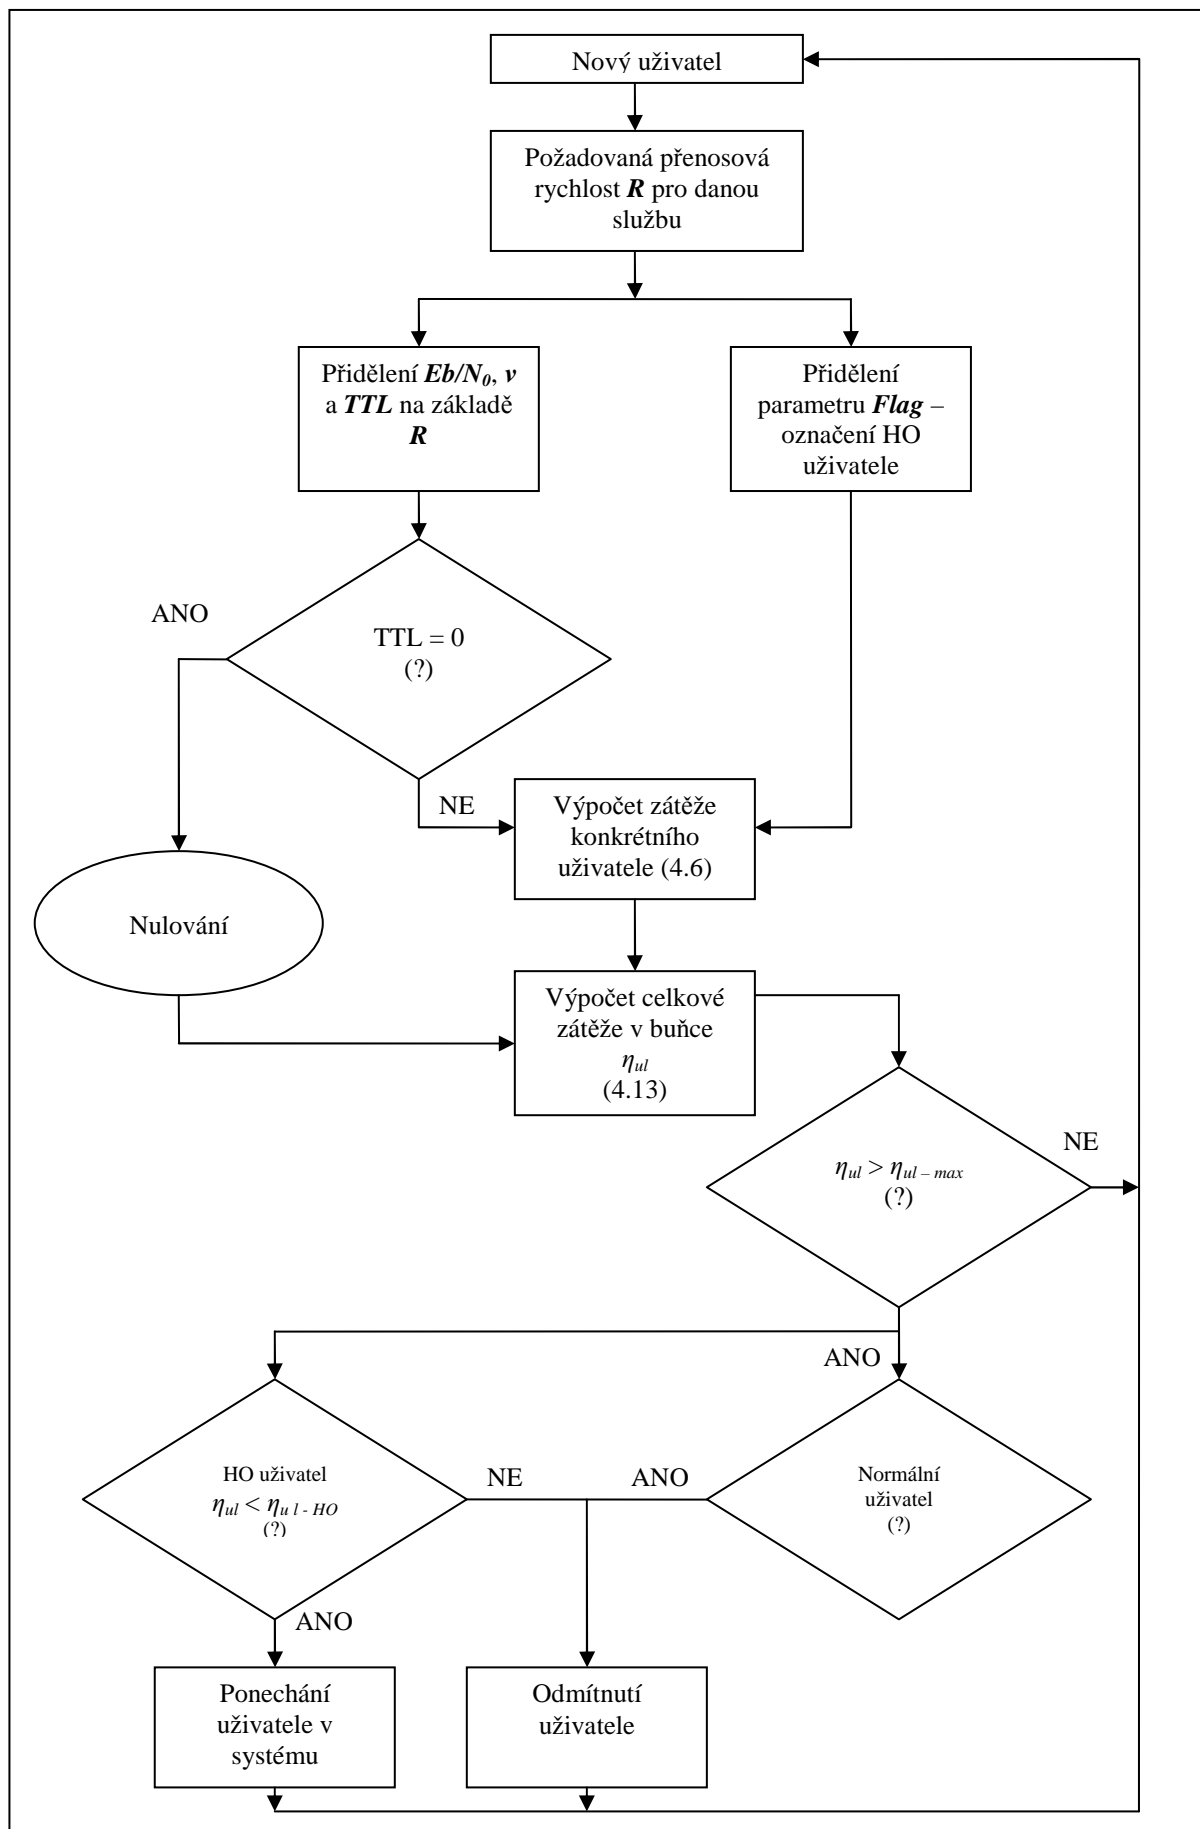 Nový uživatel
Požadovaná přenosová
rychlost R pro danou
službu
Přidělení Eb/N₀, v
a TTL na základě
R
Přidělení
parametru Flag –
označení HO
uživatele
ANO
TTL = 0
(?)
NE
Výpočet zátěže
konkrétního
uživatele (4.6)
Nulování
Výpočet celkové
zátěže v buňce
ηul
(4.13)
NE
ηul > ηul – max
(?)
ANO
HO uživatel
ηul < ηu l - HO
(?)
NE
ANO
Normální
uživatel
(?)
ANO
Ponechání
uživatele v
systému
Odmítnutí
uživatele